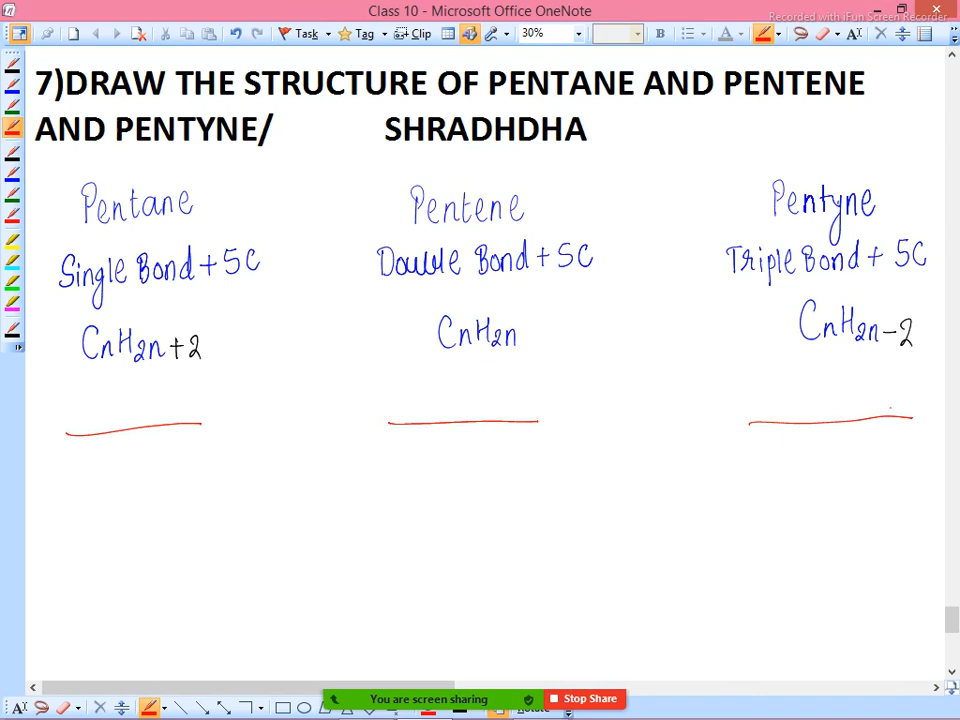 Class 10 - Microsoft Office OneNote
Recorded with iFun Screen Recorder
Task Tag Clip 30% B A
7)DRAW THE STRUCTURE OF PENTANE AND PENTENE
AND PENTYNE/ SHRADHDHA
Pentane Pentene Pentyne
Single Bond + 5C Double Bond + 5C Triple Bond + 5C
CnH2n+2 CnH2n CnH2n-2
You are screen sharing Stop Share